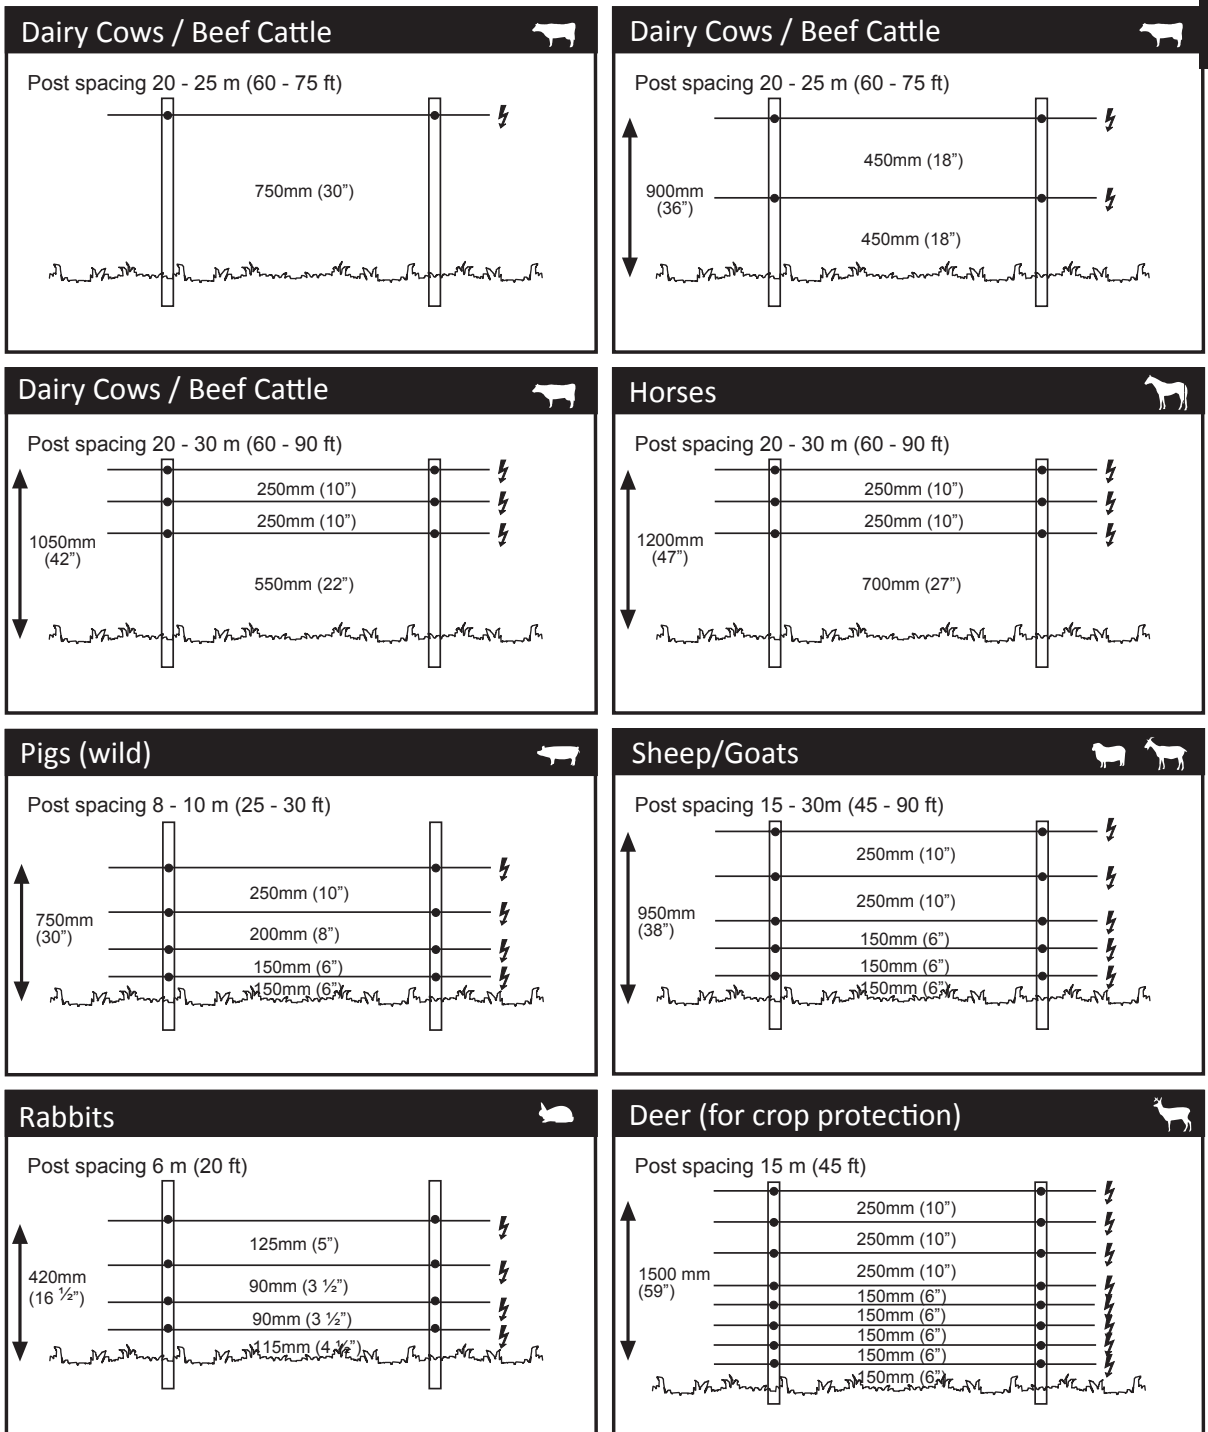 Dairy Cows / Beef Cattle
Post spacing 20 - 25 m (60 - 75 ft)
750mm (30”)
Dairy Cows / Beef Cattle
Post spacing 20 - 25 m (60 - 75 ft)
450mm (18”)
900mm
(36”)
450mm (18”)
Dairy Cows / Beef Cattle
Post spacing 20 - 30 m (60 - 90 ft)
250mm (10”)
250mm (10”)
1050mm
(42”)
550mm (22”)
Horses
Post spacing 20 - 30 m (60 - 90 ft)
250mm (10”)
250mm (10”)
1200mm
(47”)
700mm (27”)
Pigs (wild)
Post spacing 8 - 10 m (25 - 30 ft)
250mm (10”)
750mm
(30”)
200mm (8”)
150mm (6”)
150mm (6”)
Sheep/Goats
Post spacing 15 - 30m (45 - 90 ft)
250mm (10”)
250mm (10”)
950mm
(38”)
150mm (6”)
150mm (6”)
150mm (6”)
Rabbits
Post spacing 6 m (20 ft)
125mm (5”)
420mm
(16 ½”)
90mm (3 ½”)
90mm (3 ½”)
115mm (4 ½”)
Deer (for crop protection)
Post spacing 15 m (45 ft)
250mm (10”)
250mm (10”)
250mm (10”)
1500 mm
(59”)
150mm (6”)
150mm (6”)
150mm (6”)
150mm (6”)
150mm (6”)